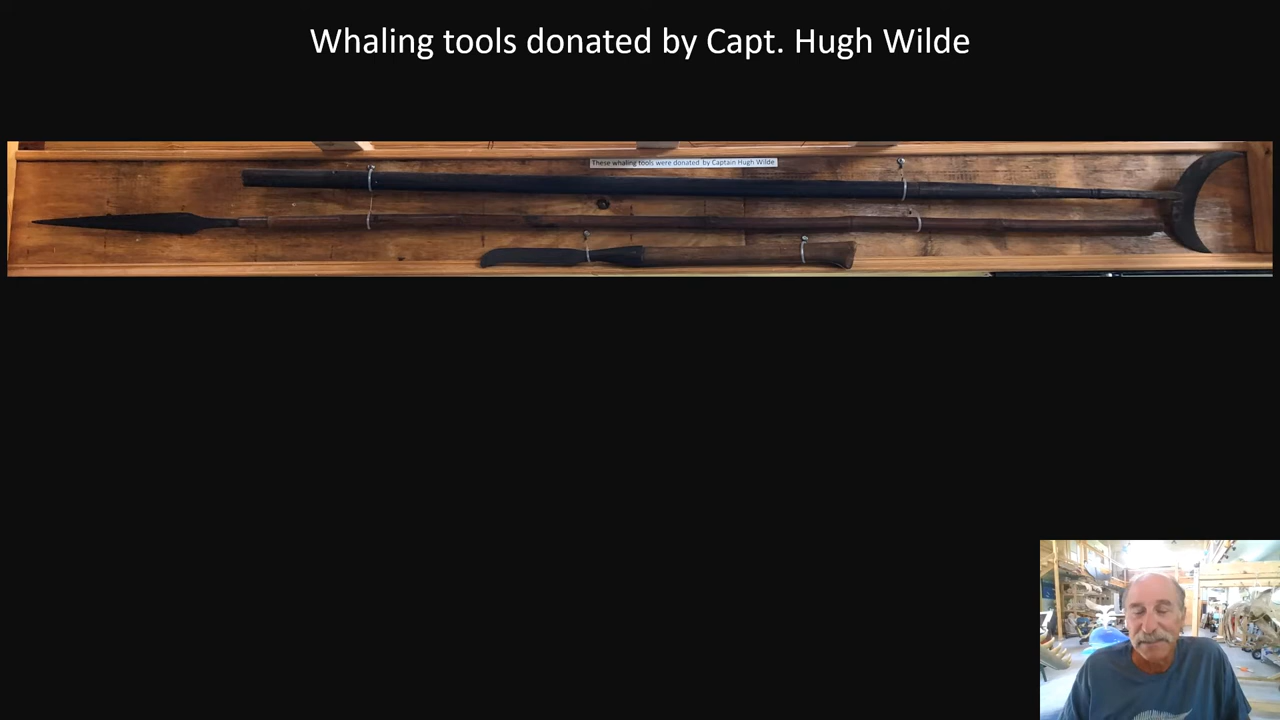 Whaling tools donated by Capt. Hugh Wilde
These whaling tools were donated by Captain Hugh Wilde